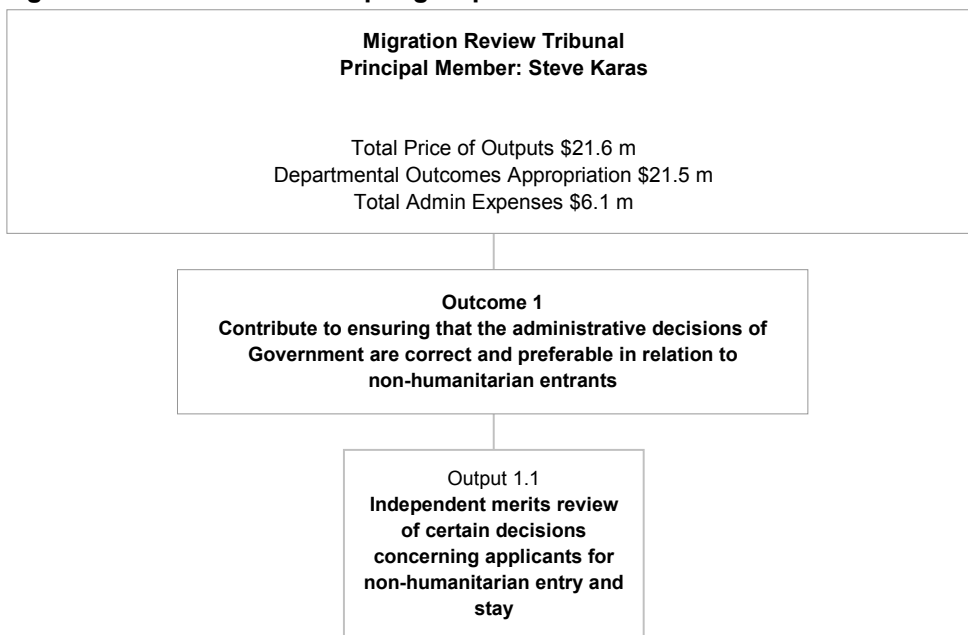 Migration Review Tribunal
Principal Member: Steve Karas
Total Price of Outputs $21.6 m
Departmental Outcomes Appropriation $21.5 m
Total Admin Expenses $6.1 m
Outcome 1
Contribute to ensuring that the administrative decisions of
Government are correct and preferable in relation to
non-humanitarian entrants
Output 1.1
Independent merits review
of certain decisions
concerning applicants for
non-humanitarian entry and
stay